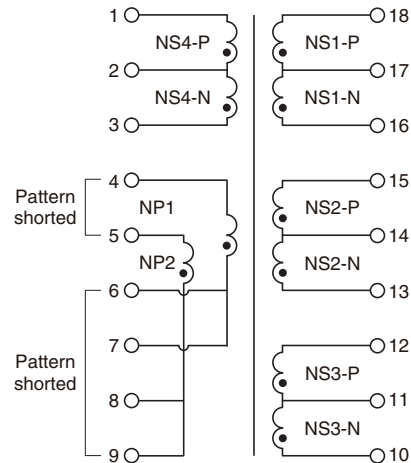 1
NS4-P
2
NS4-N
3
4
Pattern
shorted
NP1
5
NP2
6
7
Pattern
shorted
8
9
18
NS1-P
17
NS1-N
16
15
NS2-P
14
NS2-N
13
12
NS3-P
11
NS3-N
10